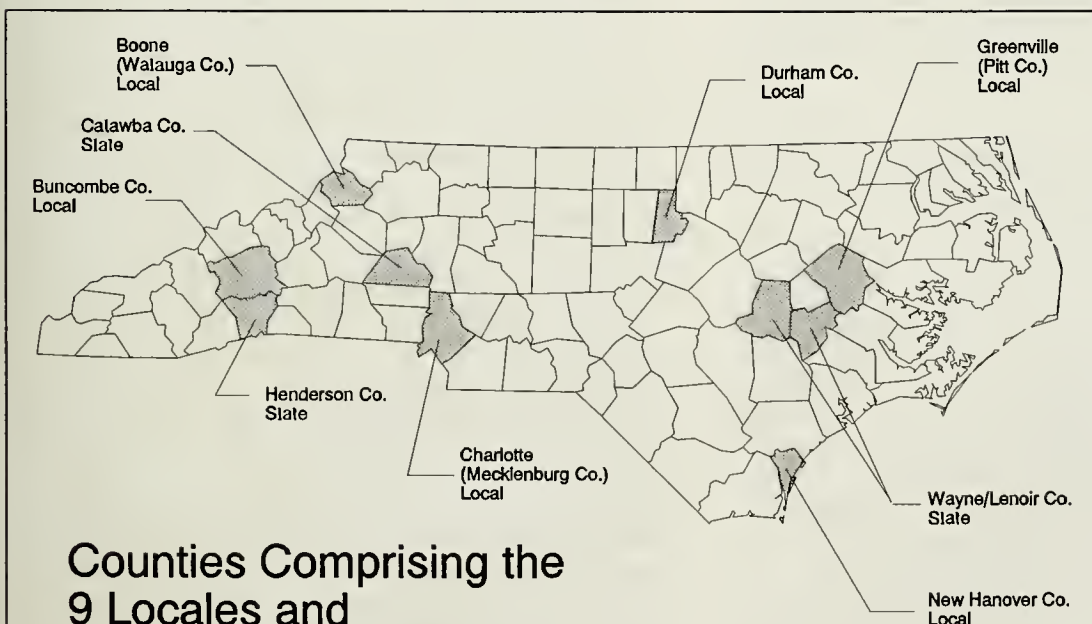 Boone
(Walauga Co.)
Local
Greenville
(Pitt Co.)
Local
Durham Co.
Local
Calawba Co.
Slate
Buncombe Co.
Local
Henderson Co.
Slate
Charlotte
(Mecklenburg Co.)
Local
Wayne/Lenoir Co.
Slate
Counties Comprising the
9 Locales and
New Hanover Co.
Local